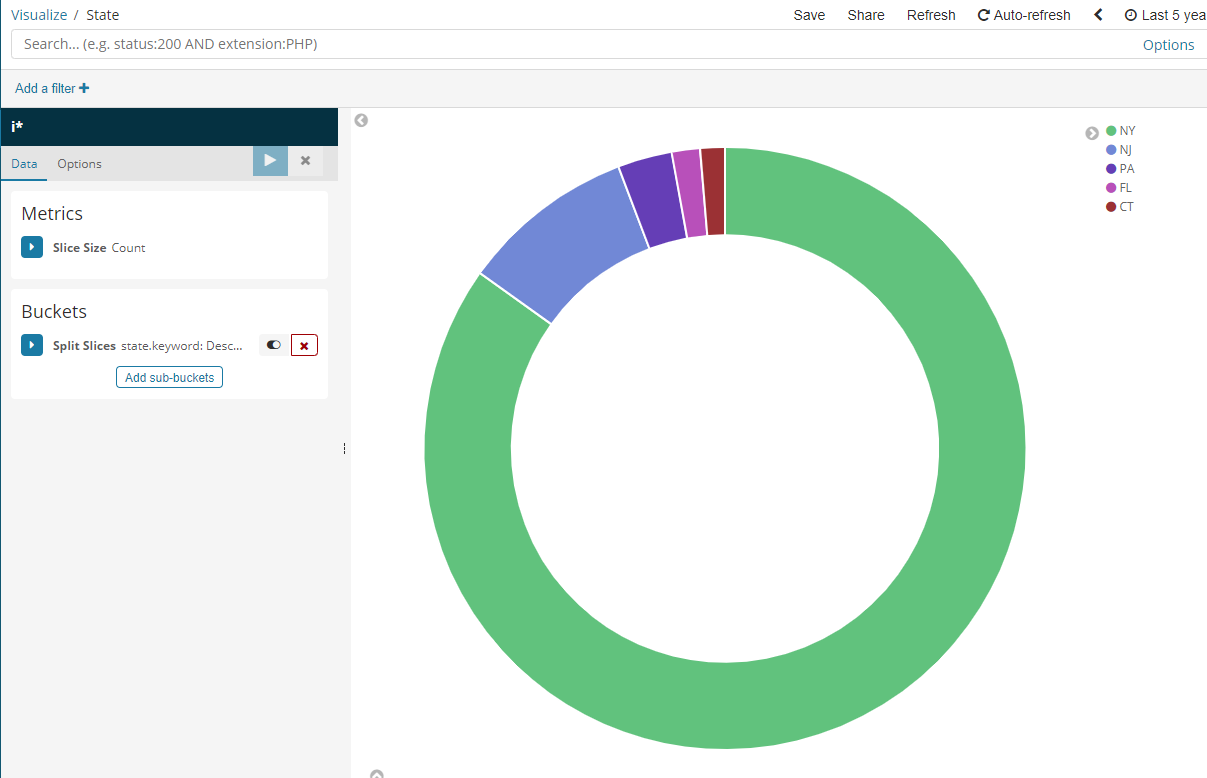 Visualize / State
Save Share Refresh Auto-refresh Last 5 yea
Search... (e.g. status:200 AND extension:PHP)
Options
Add a filter
i*
Data Options
Metrics
Slice Size Count
Buckets
Split Slices state.keyword: Desc...
Add sub-buckets
NY
NJ
PA
FL
CT